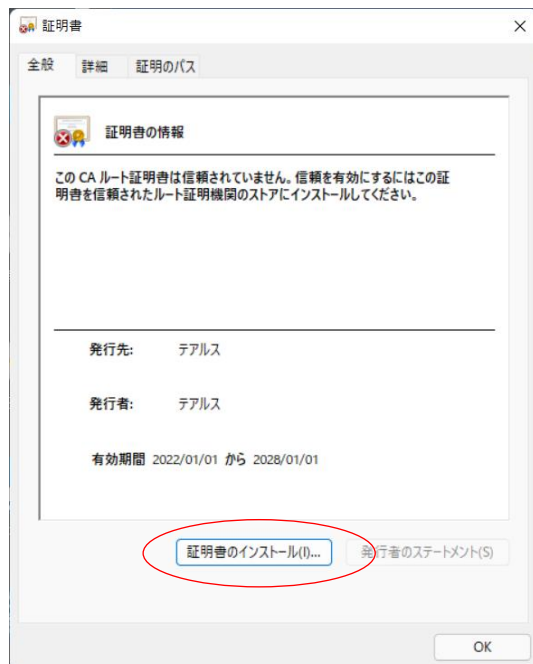 証明書
全般 詳細 証明のパス
証明書の情報
この CA ルート証明書は信頼されていません。信頼を有効にするにはこの証
明書を信頼されたルート証明機関のストアにインストールしてください。
発行先: テアルス
発行者: テアルス
有効期間 2022/01/01 から 2028/01/01
証明書のインストール(I)... 発行者のステートメント(S)
OK